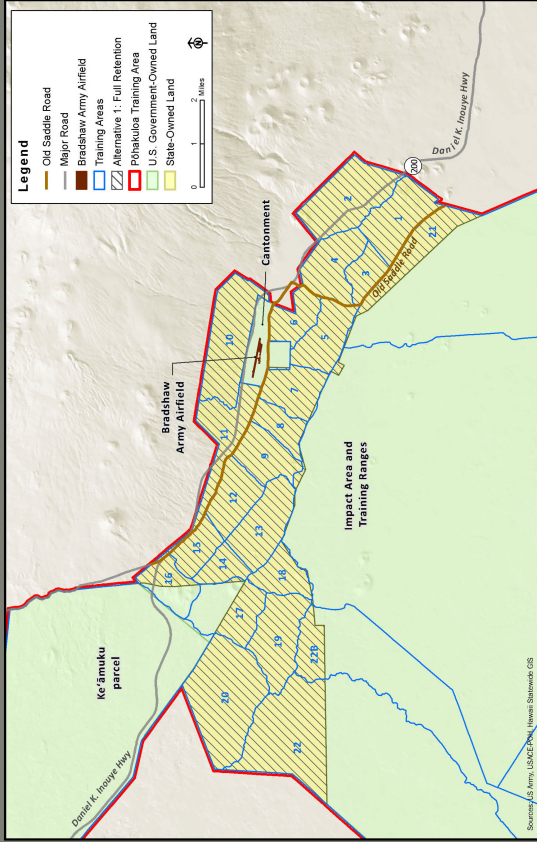 Legend
Old Saddle Road
Major Road
Bradshaw Army Airfield
Training Areas
Alternative 1: Full Retention
Pōhakuloa Training Area
U.S. Government-Owned Land
State-Owned Land
0 1 2
Miles
N
Daniel K. Inouye Hwy
Ke'āmuku
parcel
Bradshaw
Army Airfield
Cantonment
Daniel K. Inouye Hwy
200
Old Saddle Road
Impact Area and
Training Ranges
16
15
14
12
11
10
13
9
8
7
6
5
4
3
2
1
21
17
18
19
20
22B
22
Sources: US Army, USACE-POH, Hawaii Statewide GIS